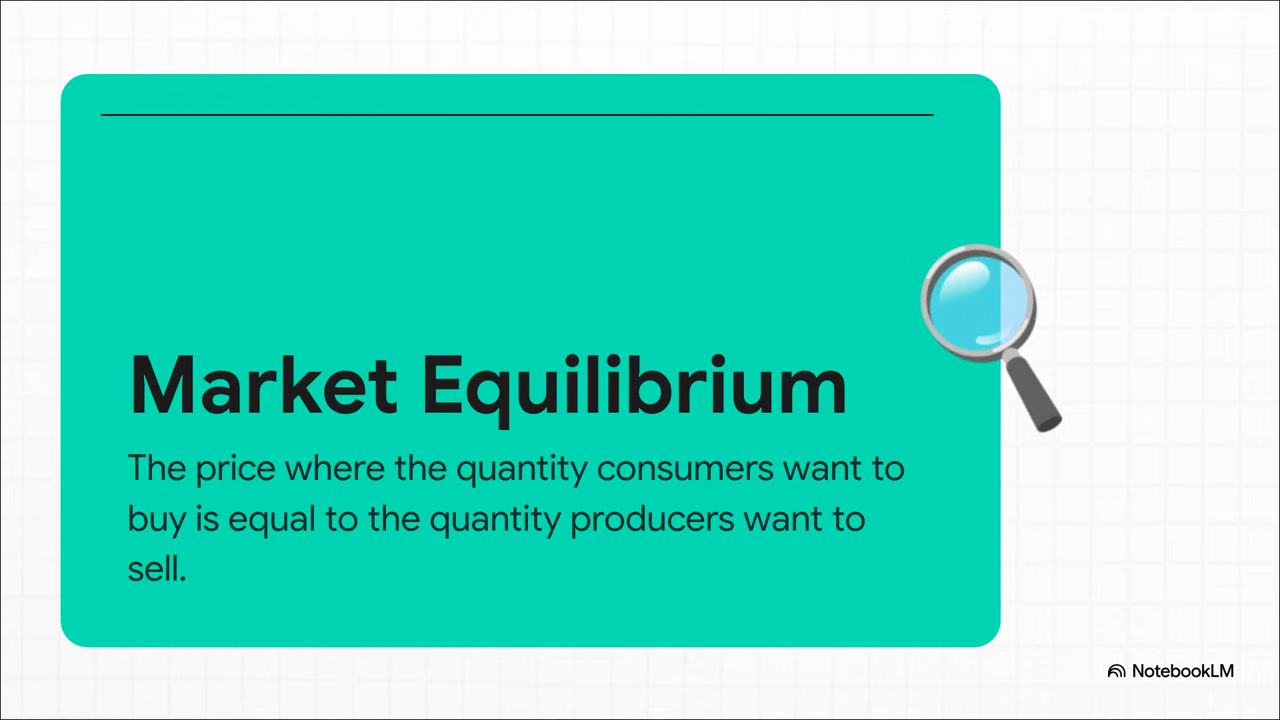 Market Equilibrium
The price where the quantity consumers want to
buy is equal to the quantity producers want to
sell.
NotebookLM